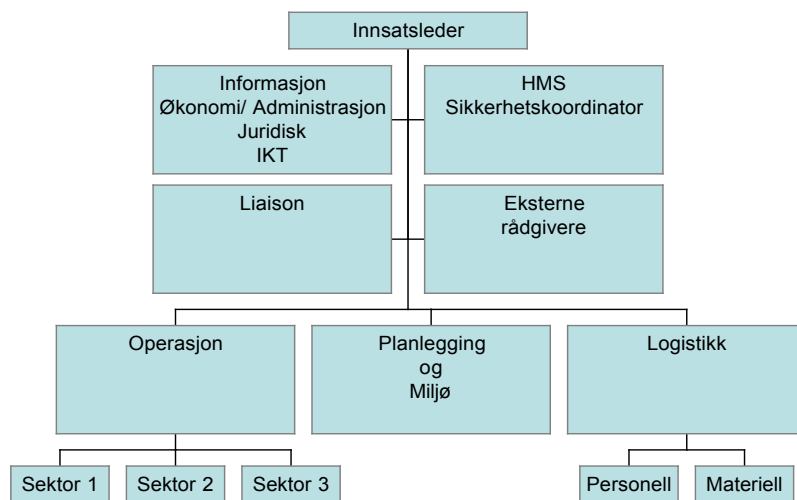 Innsatsleder
Informasjon
Økonomi/ Administrasjon
Juridisk
IKT
HMS
Sikkerhetskoordinator
Liaison
Eksterne
rådgivere
Operasjon
Planlegging
og
Miljø
Logistikk
Sektor 1
Sektor 2
Sektor 3
Personell
Materiell